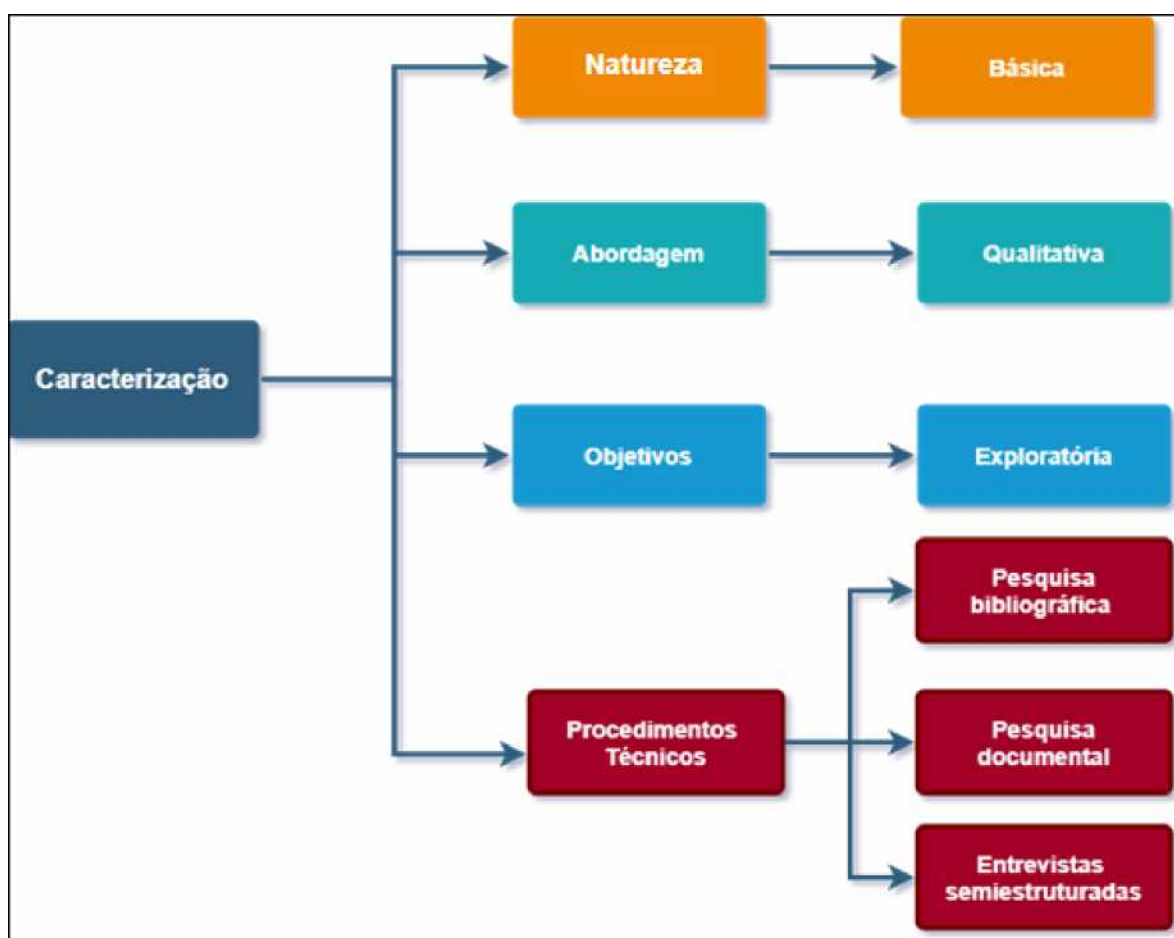 Natureza
Básica
Abordagem
Qualitativa
Caracterização
Objetivos
Exploratória
Pesquisa
bibliográfica
Procedimentos
Técnicos
Pesquisa
documental
Entrevistas
semiestruturadas